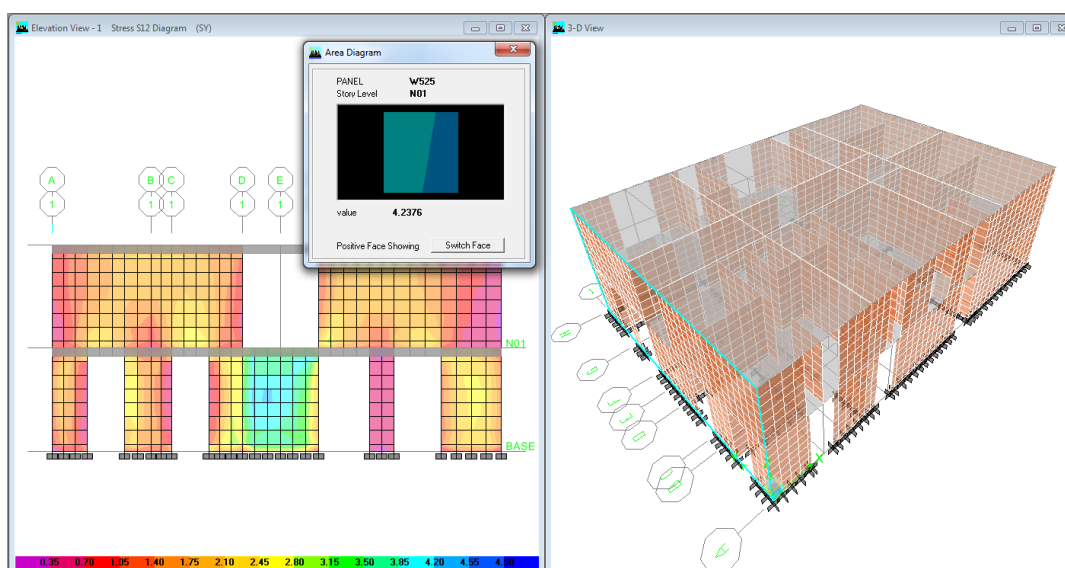 Elevation View - 1 Stress S12 Diagram (SY)
A B C D E
1 1 1 1 1
N01
BASE
0.35 0.70 1.05 1.40 1.75 2.10 2.45 2.80 3.15 3.50 3.85 4.20 4.55 4.90
Area Diagram
PANEL W525
Story Level N01
value 4.2376
Positive Face Showing Switch Face
3-D View
1
H
G
F
E
D
C
B
A
X